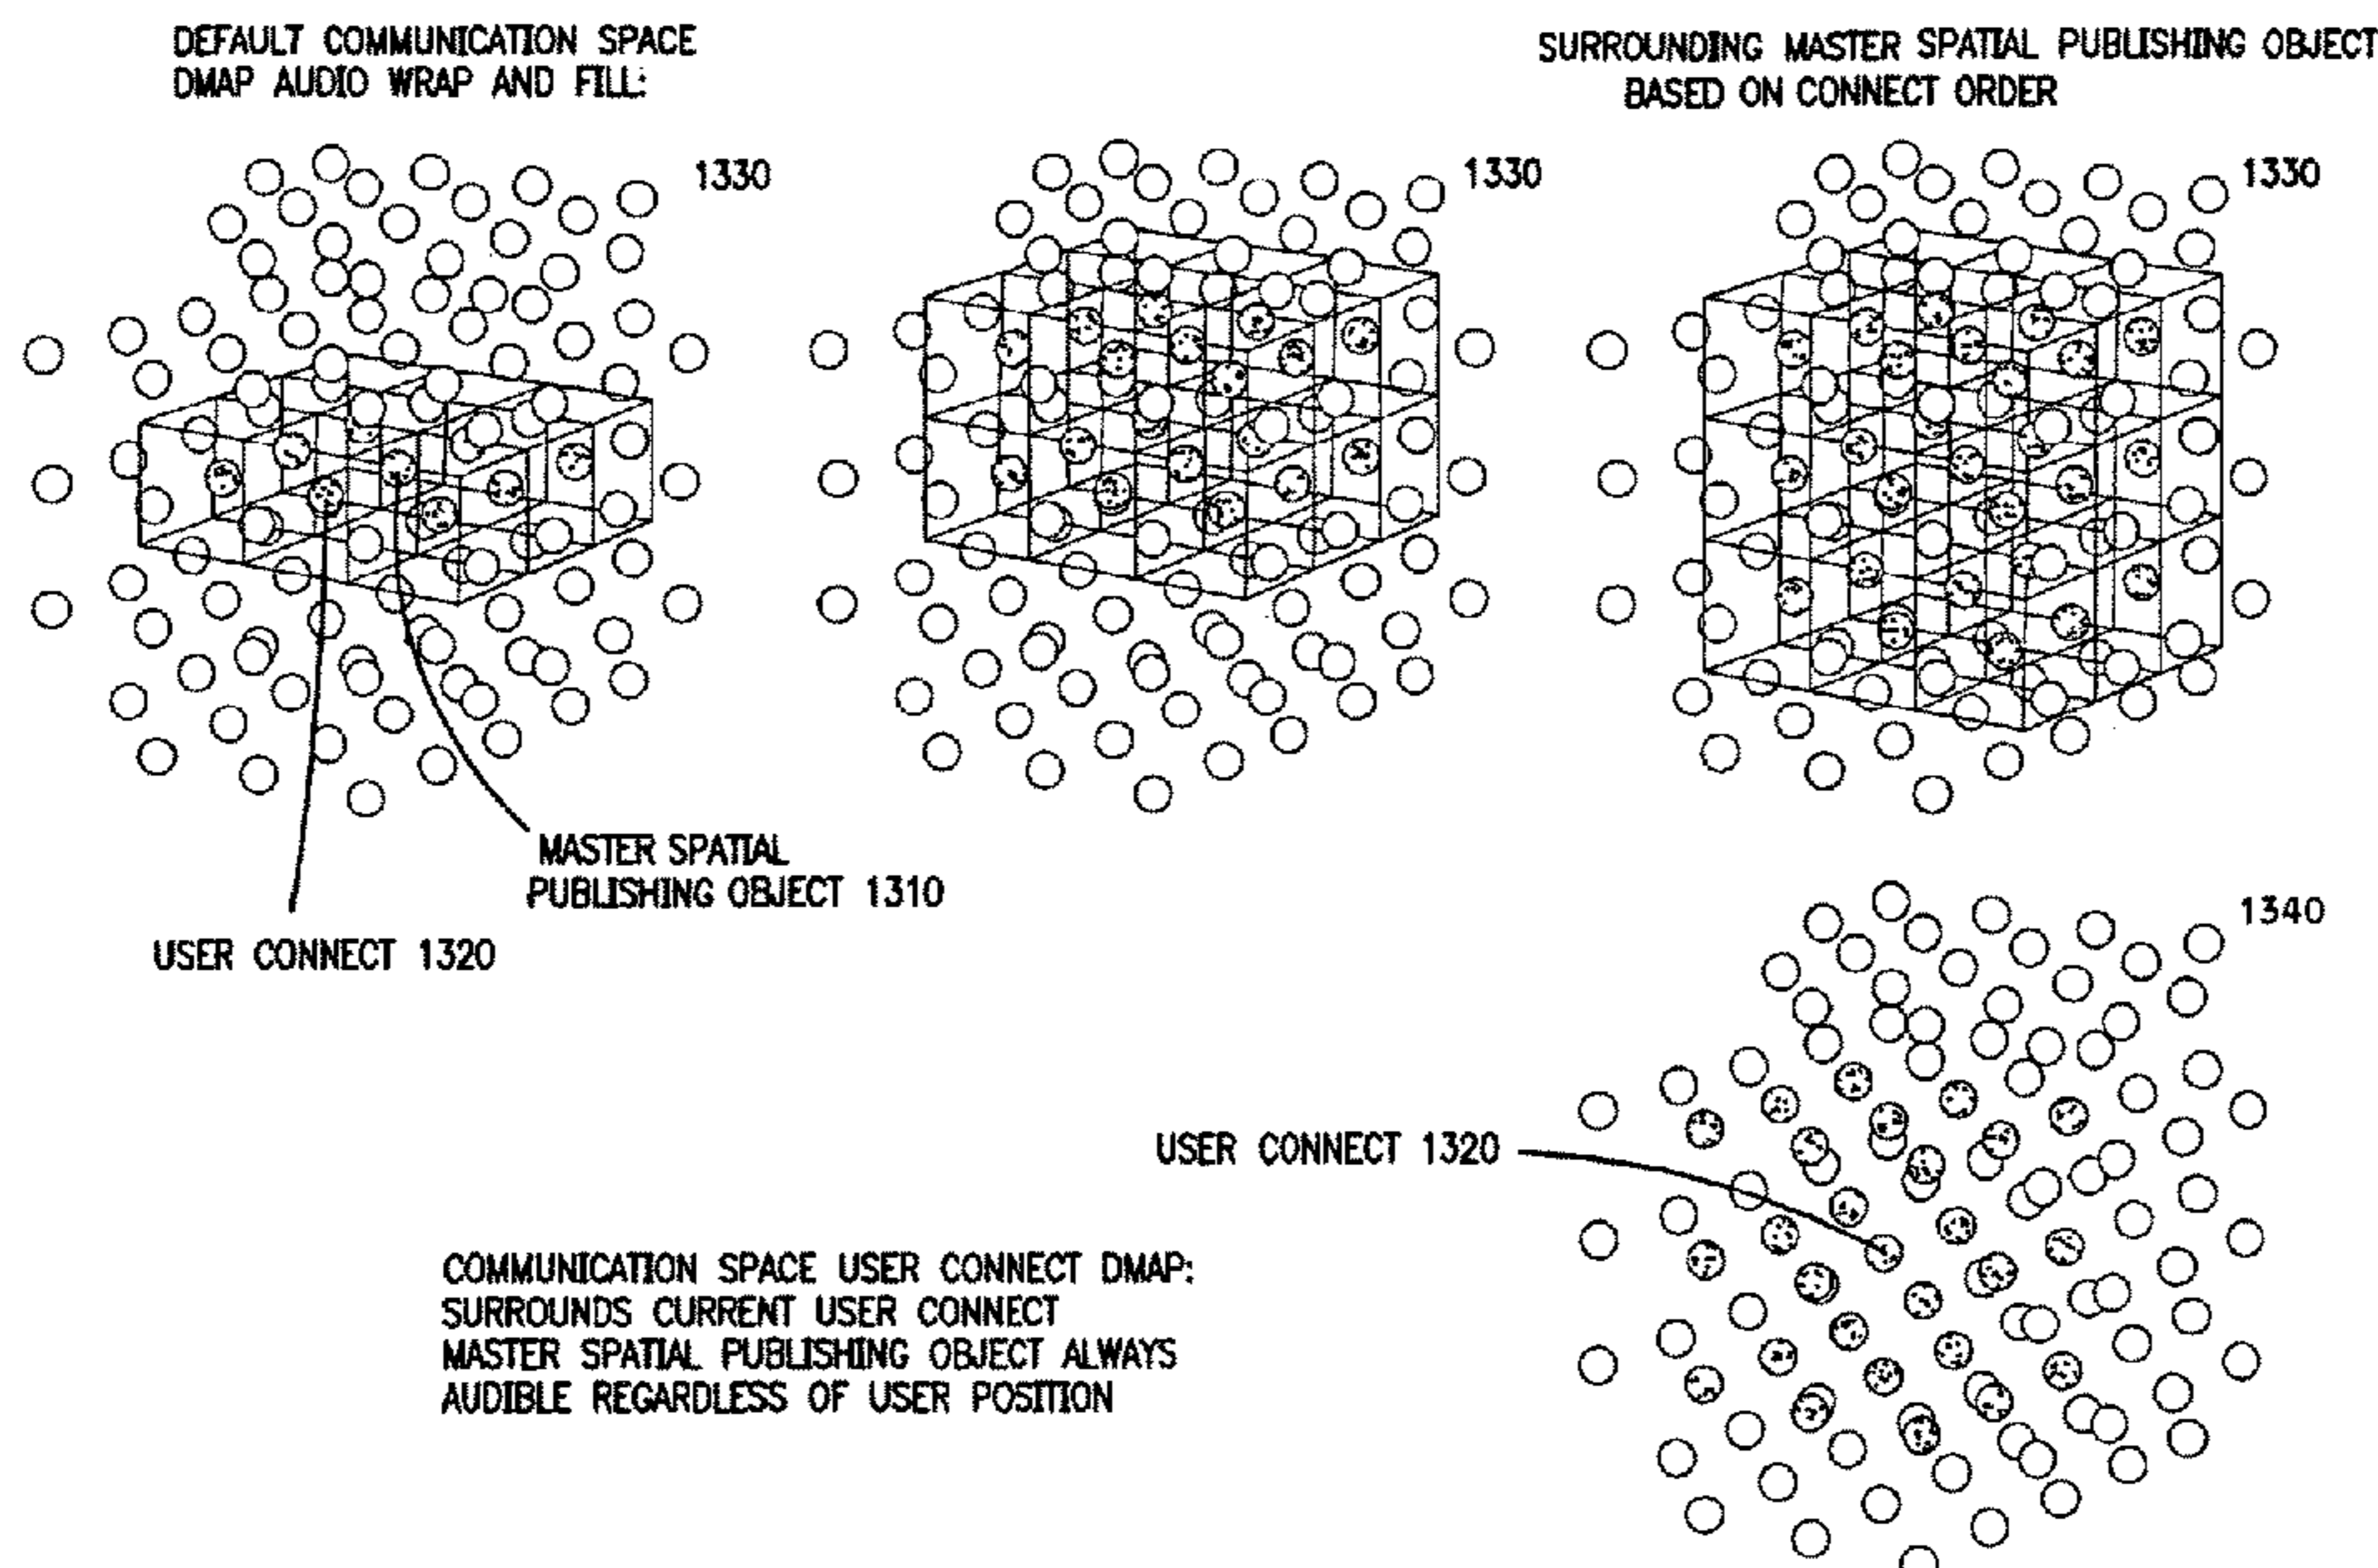 DEFAULT COMMUNICATION SPACE
DMAP AUDIO WRAP AND FILL:
SURROUNDING MASTER SPATIAL PUBLISHING OBJECT
BASED ON CONNECT ORDER
1330
1330
1330
MASTER SPATIAL
PUBLISHING OBJECT 1310
USER CONNECT 1320
1340
USER CONNECT 1320
COMMUNICATION SPACE USER CONNECT DMAP:
SURROUNDS CURRENT USER CONNECT
MASTER SPATIAL PUBLISHING OBJECT ALWAYS
AUDIBLE REGARDLESS OF USER POSITION